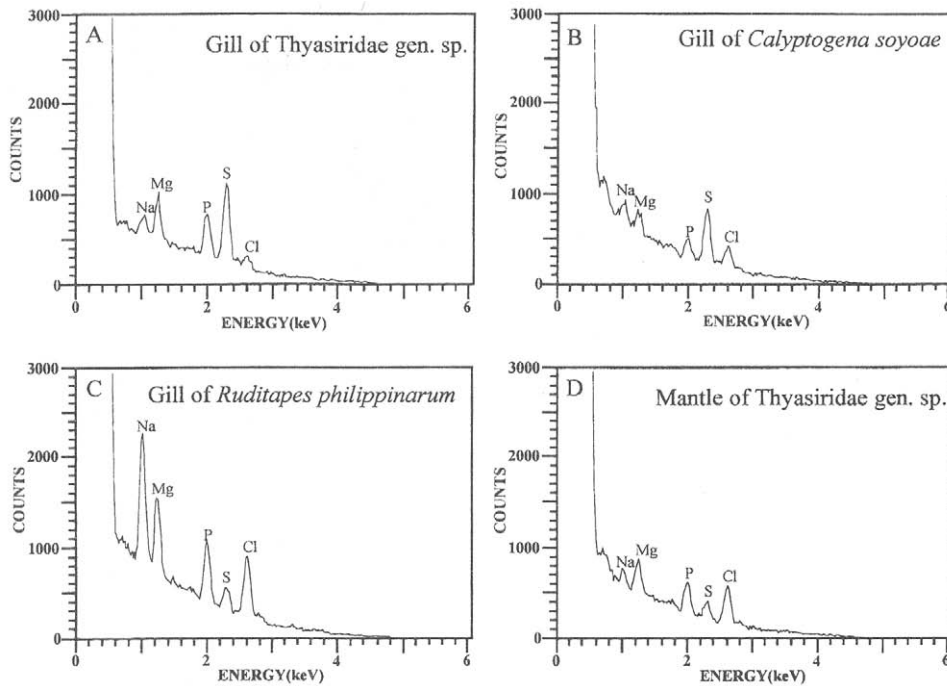 3000
A
Gill of Thyasiridae gen. sp.
2000
COUNTS
S
1000
Mg
Na
P
Cl
0
0 2 4 6
ENERGY(keV)
3000
B
Gill of Calyptogena soyoae
2000
COUNTS
1000
Na
Mg
S
P
Cl
0
0 2 4 6
ENERGY(keV)
3000
C
Gill of Ruditapes philippinarum
Na
2000
COUNTS
Mg
1000
P
S
Cl
0
0 2 4 6
ENERGY(keV)
3000
D
Mantle of Thyasiridae gen. sp.
2000
COUNTS
1000
Na
Mg
P
S
Cl
0
0 2 4 6
ENERGY(keV)